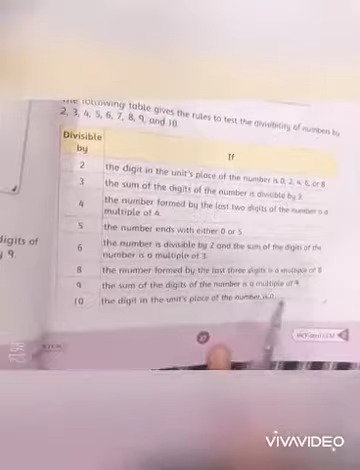 The following table gives the rules to test the divisibility of numbers by
2, 3, 4, 5, 6, 7, 8, 9, and 10.
Divisible by If
2 the digit in the unit's place of the number is 0, 2, 4, 6, or 8
3 the sum of the digits of the number is divisible by 3
4 the number formed by the last two digits of the number is a
multiple of 4
5 the number ends with either 0 or 5
digits of
y 9.
6 the number is divisible by 2 and the sum of the digits of the
number is a multiple of 3
8 the number formed by the last three digits is a multiple of 8
9 the sum of the digits of the number is a multiple of 9
10 the digit in the unit's place of the number is 0
HCF and LCM
VIVAVIDEO